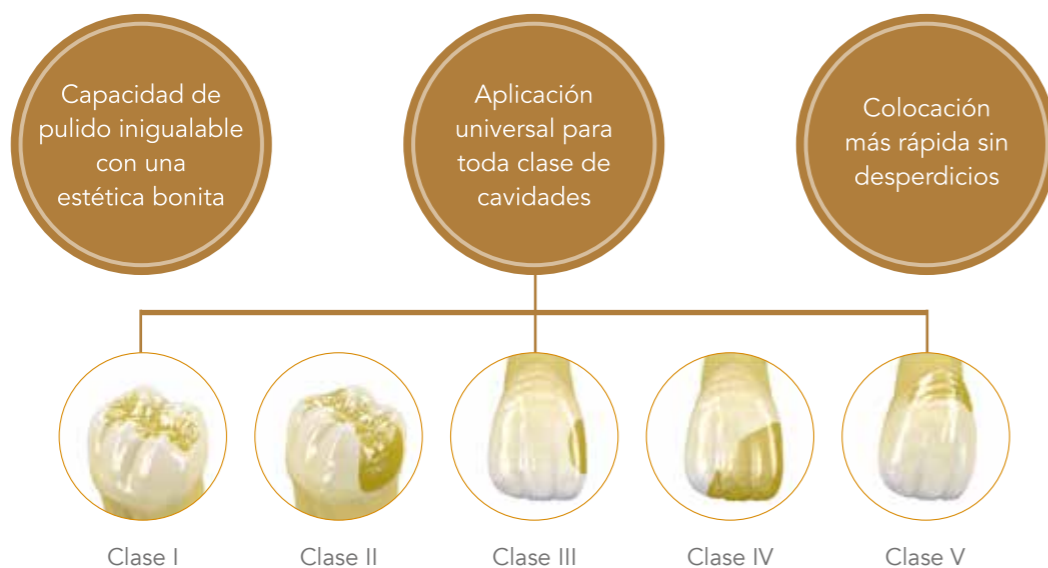 Capacidad de
pulido inigualable
con una
estética bonita
Aplicación
universal para
toda clase de
cavidades
Colocación
más rápida sin
desperdicios
Clase I
Clase II
Clase III
Clase IV
Clase V